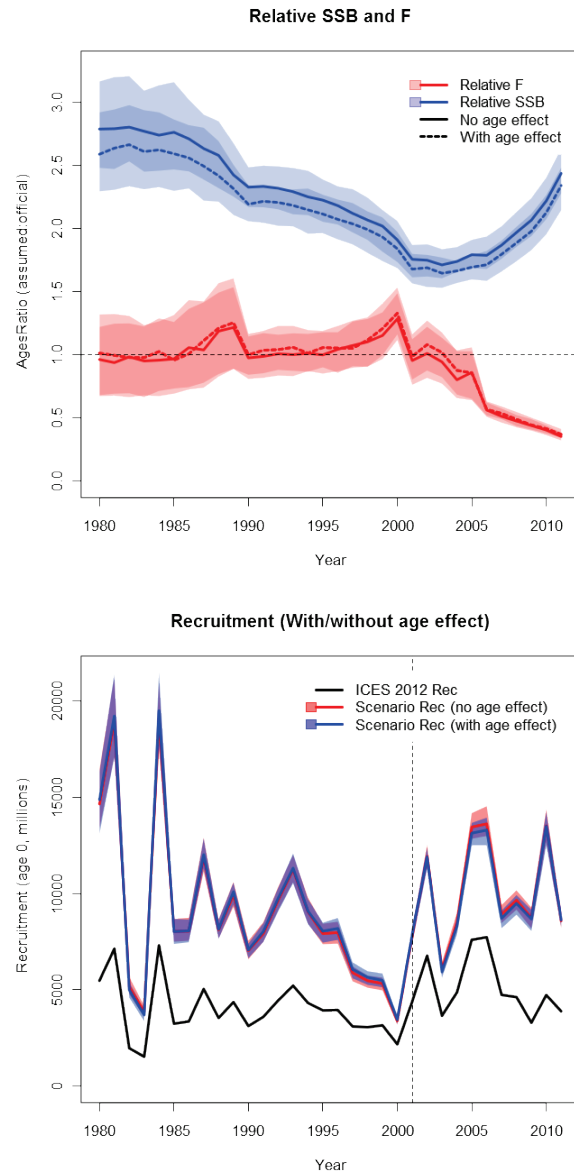 Relative SSB and F
AgesRatio (assumed:official)
3.0
2.5
2.0
1.5
1.0
0.5
0.0
Relative F
Relative SSB
No age effect
With age effect
1980 1985 1990 1995 2000 2005 2010
Year
Recruitment (With/without age effect)
Recruitment (age 0, millions)
20000
15000
10000
5000
0
ICES 2012 Rec
Scenario Rec (no age effect)
Scenario Rec (with age effect)
1980 1985 1990 1995 2000 2005 2010
Year